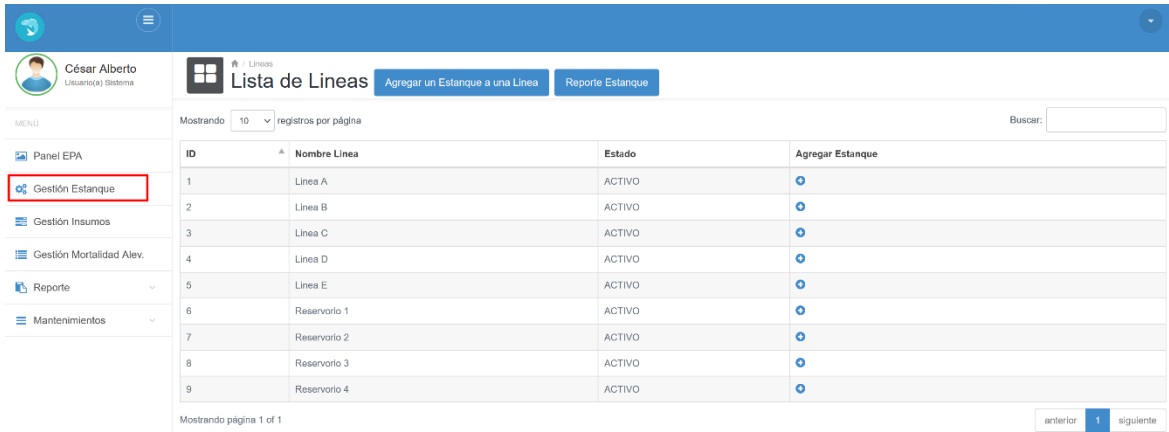 César Alberto
Usuario(a) Sistema
MENÚ
Panel EPA
Gestión Estanque
Gestión Insumos
Gestión Mortalidad Alev.
Reporte
Mantenimientos
/ Lineas
Lista de Lineas
Agregar un Estanque a una Linea
Reporte Estanque
Mostrando 10 registros por página
Buscar:
ID Nombre Linea Estado Agregar Estanque
1 Linea A ACTIVO
2 Linea B ACTIVO
3 Linea C ACTIVO
4 Linea D ACTIVO
5 Linea E ACTIVO
6 Reservorio 1 ACTIVO
7 Reservorio 2 ACTIVO
8 Reservorio 3 ACTIVO
9 Reservorio 4 ACTIVO
Mostrando página 1 of 1
anterior 1 siguiente